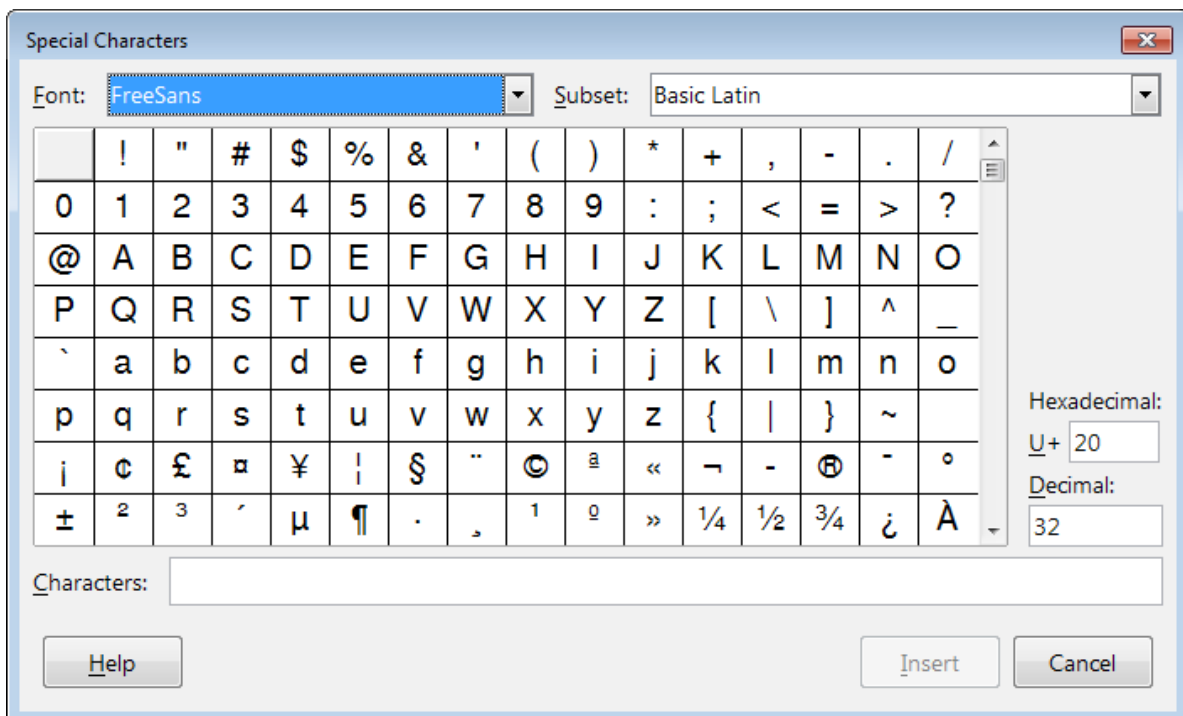 Special Characters
Font: FreeSans Subset: Basic Latin
! " # $ % & ' ( ) * + , - . /
0 1 2 3 4 5 6 7 8 9 : ; < = > ?
@ A B C D E F G H I J K L M N O
P Q R S T U V W X Y Z [ \ ] ^ _
` a b c d e f g h i j k l m n o
p q r s t u v w x y z { | } ~
¡ ¢ £ ¤ ¥ ¦ § ¨ © ª « ¬ - ® ¯ °
± ² ³ ´ µ ¶ · ¸ ¹ º » ¼ ½ ¾ ¿ À
Hexadecimal:
U+ 20
Decimal:
32
Characters:
Help Insert Cancel